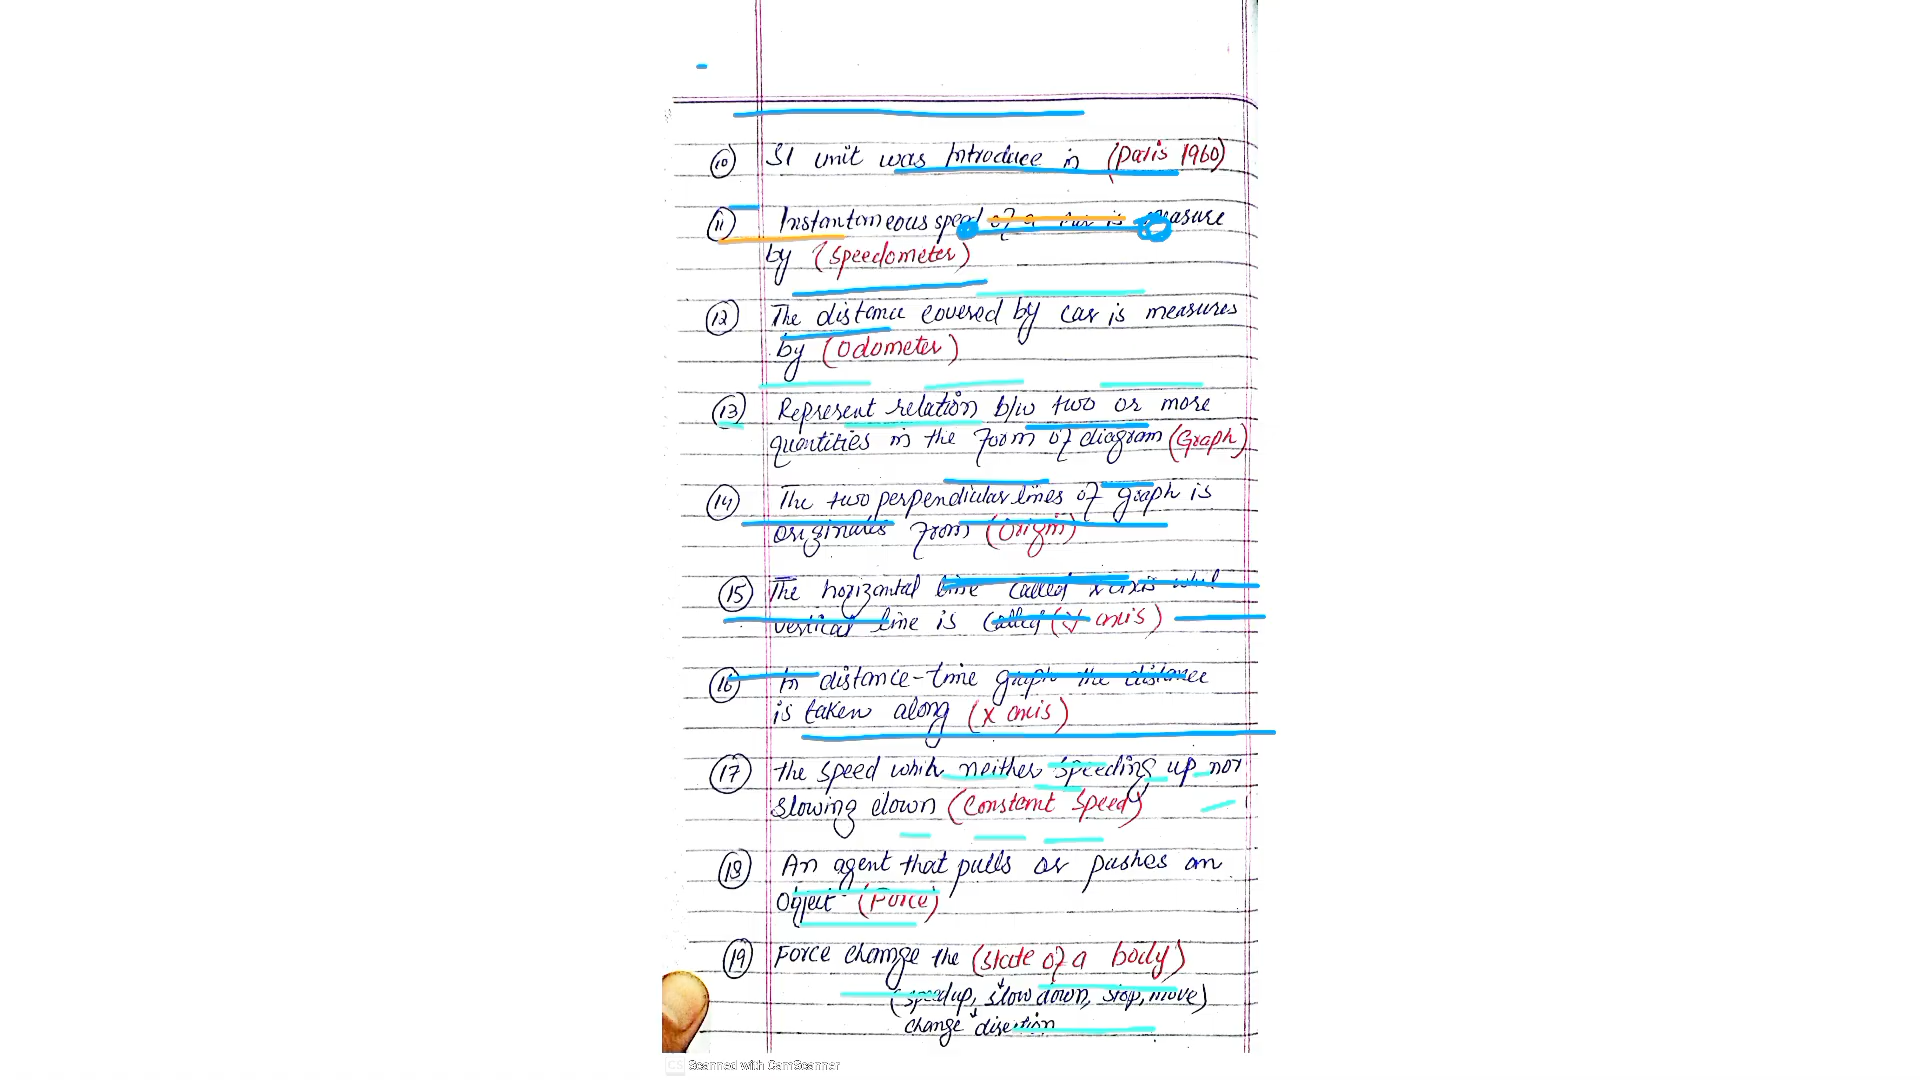 10 SI unit was Introduce in (Paris 1960)
11 Instantaneous speed of a car is measure
by (speedometer)
12 The distance covered by car is measures
by (odometer)
13 Represent relation b/w two or more
quantities in the form of diagram (Graph)
14 The two perpendicular lines of graph is
originates from (Origin)
15 The horizontal line called x axis whil
vertical line is called (y axis)
16 In distance-time graph the distance
is taken along (X axis)
17 the speed which neither speeding up nor
slowing down (Constant speed)
18 An agent that pulls or pushes an
Object (Force)
19 Force change the (state of a body)
(speedup, slow down, stop, move)
change direction
CS Scanned with CamScanner